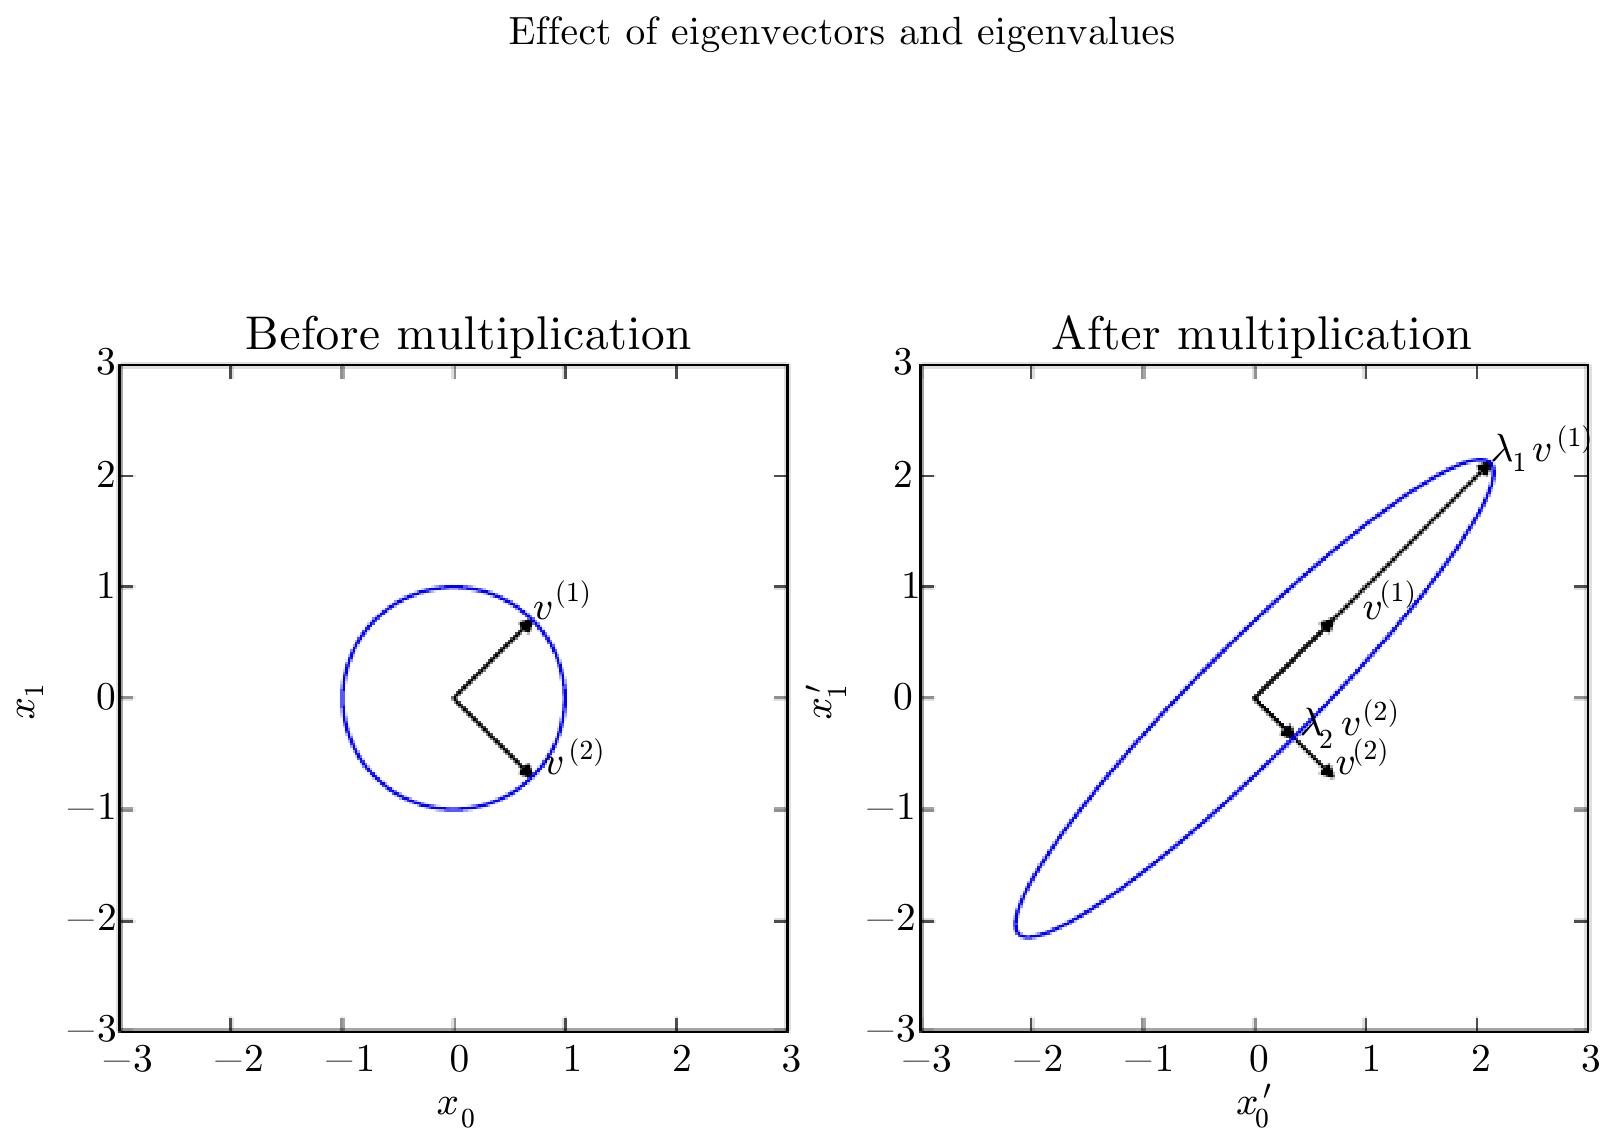 Effect of eigenvectors and eigenvalues
Before multiplication
3
2
1
0
−1
−2
−3
−3 −2 −1 0 1 2 3
x₀
x₁
v⁽¹⁾
v⁽²⁾
After multiplication
3
2
1
0
−1
−2
−3
−3 −2 −1 0 1 2 3
x₀′
x₁′
λ₁ v⁽¹⁾
v⁽¹⁾
λ₂ v⁽²⁾
v⁽²⁾